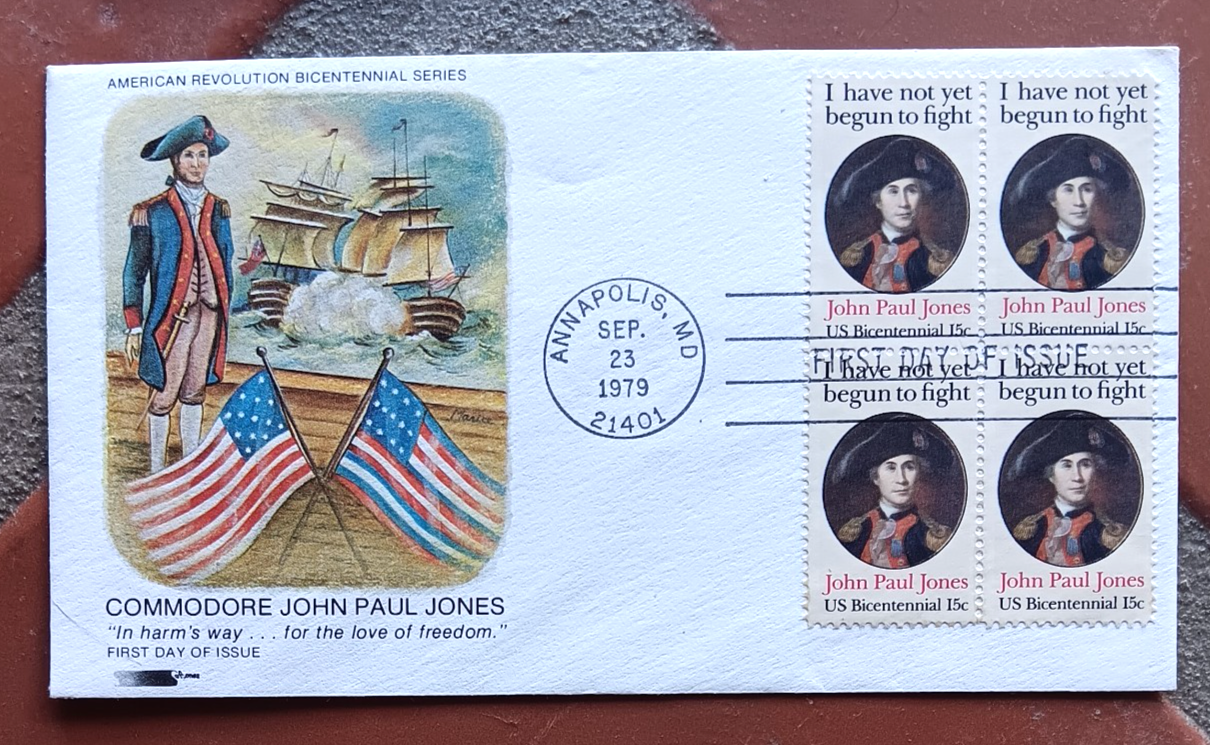 AMERICAN REVOLUTION BICENTENNIAL SERIES
COMMODORE JOHN PAUL JONES
"In harm's way . . . for the love of freedom."
FIRST DAY OF ISSUE
ANNAPOLIS, MD
SEP.
23
1979
21401
FIRST DAY OF ISSUE
I have not yet
begun to fight
John Paul Jones
US Bicentennial 15c
I have not yet
begun to fight
John Paul Jones
US Bicentennial 15c
I have not yet
begun to fight
John Paul Jones
US Bicentennial 15c
I have not yet
begun to fight
John Paul Jones
US Bicentennial 15c